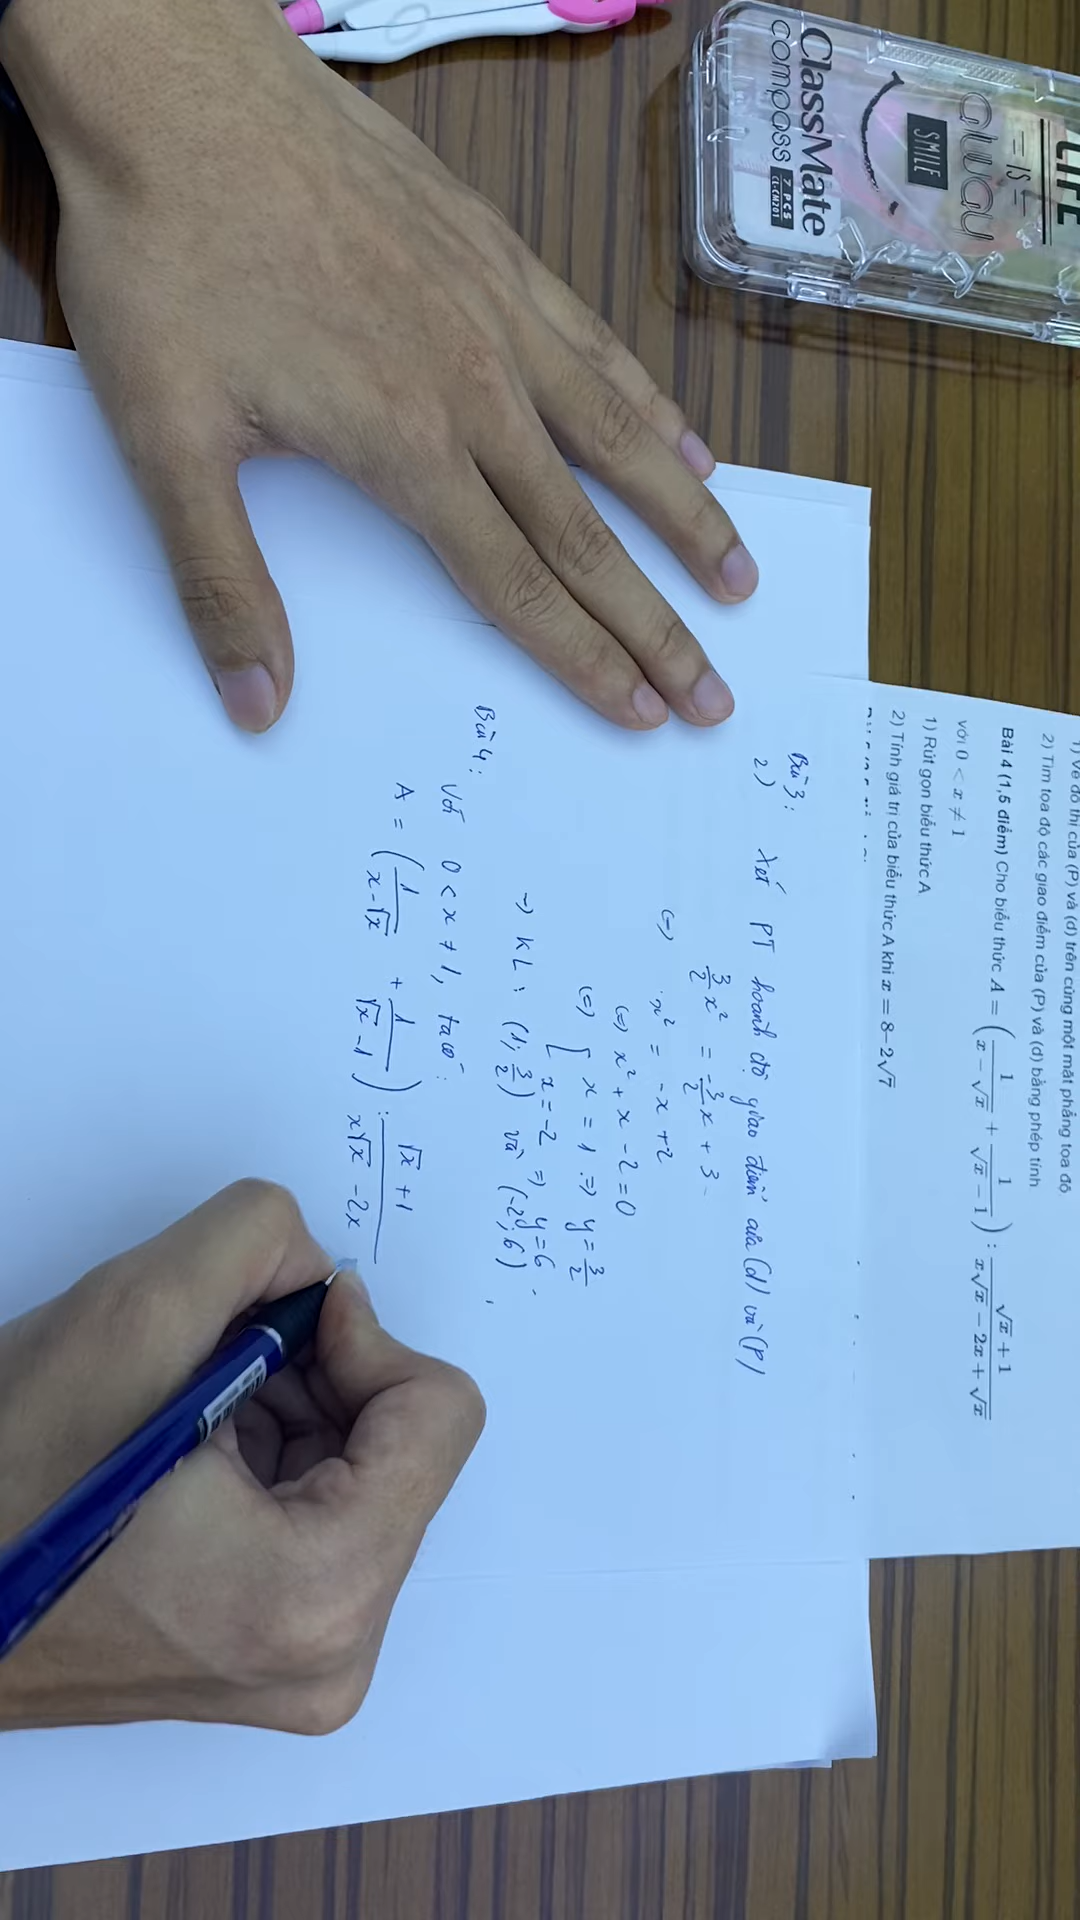 LIFE
= IS =
alway
SMILE
ClassMate
compass
7 PCS
CL-CH201
1) Vẽ đồ thị của (P) và (d) trên cùng một mặt phẳng tọa độ
2) Tìm tọa độ các giao điểm của (P) và (d) bằng phép tính
Bài 4 (1,5 điểm) Cho biểu thức A = (1/(x − √x) + 1/(√x − 1)) : (√x + 1)/(x√x − 2x + √x)
với 0 < x ≠ 1
1) Rút gọn biểu thức A
2) Tính giá trị của biểu thức A khi x = 8 − 2√7
Bài 3:
2) Xét PT hoành độ giao điểm của (d) và (P)
3/2 x² = -3/2 x + 3
(=) x² = -x + 2
(=) x² + x - 2 = 0
(=) [ x = 1 => y = 3/2
x = -2 => y = 6
-> KL: (1; 3/2) và (-2; 6)
Bài 4:
Với 0 < x ≠ 1, ta có:
A = (1/(x - √x) + 1/(√x - 1)) : (√x + 1)/(x√x - 2x